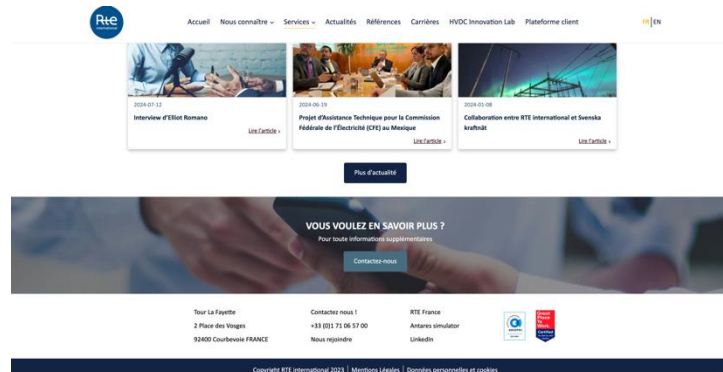 Rte
international
Accueil
Nous connaître
Services
Actualités
Références
Carrières
HVDC Innovation Lab
Plateforme client
FR | EN
2024-07-12
Interview d'Elliot Romano
Lire l'article ›
2024-06-19
Projet d'Assistance Technique pour la Commission
Fédérale de l'Électricité (CFE) au Mexique
Lire l'article ›
2024-01-08
Collaboration entre RTE international et Svenska
kraftnät
Lire l'article ›
Plus d'actualité
VOUS VOULEZ EN SAVOIR PLUS ?
Pour toute informations supplémentaires
Contactez-nous
Tour La Fayette
2 Place des Vosges
92400 Courbevoie FRANCE
Contactez nous !
+33 (0)1 71 06 57 00
Nous rejoindre
RTE France
Antares simulator
LinkedIn
Great
Place
To
Work.
Certified
Copyright RTE international 2023 | Mentions Légales | Données personnelles et cookies